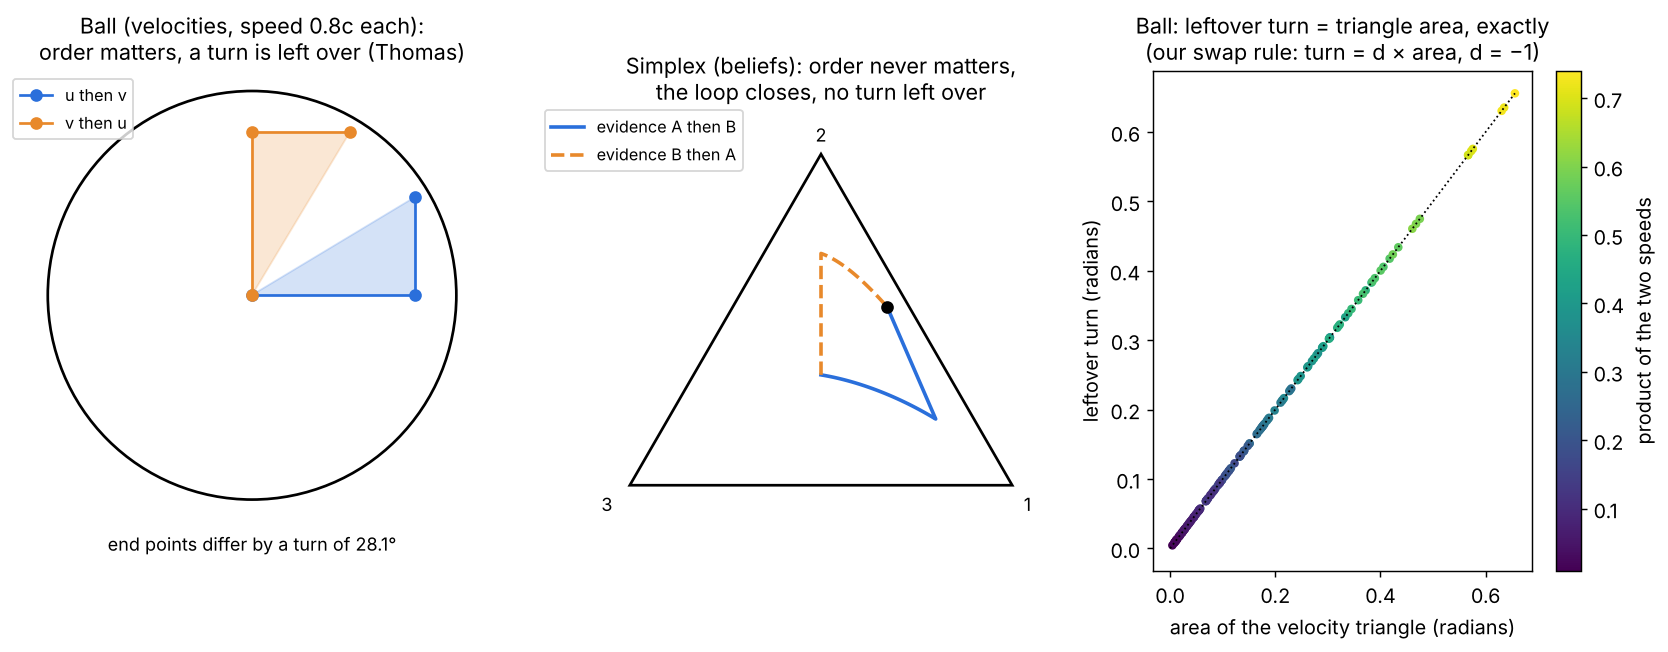 Ball (velocities, speed 0.8c each):
order matters, a turn is left over (Thomas)
u then v
v then u
end points differ by a turn of 28.1°
Simplex (beliefs): order never matters,
the loop closes, no turn left over
evidence A then B
evidence B then A
2
3
1
Ball: leftover turn = triangle area, exactly
(our swap rule: turn = d × area, d = −1)
leftover turn (radians)
0.6
0.5
0.4
0.3
0.2
0.1
0.0
0.0 0.2 0.4 0.6
area of the velocity triangle (radians)
0.7
0.6
0.5
0.4
0.3
0.2
0.1
product of the two speeds